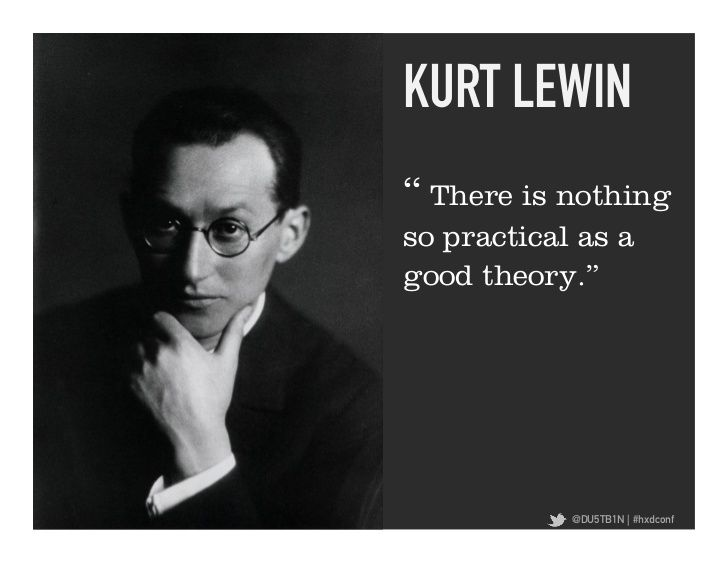 KURT LEWIN
“ There is nothing
so practical as a
good theory.”
@DU5TB1N | #hxdconf